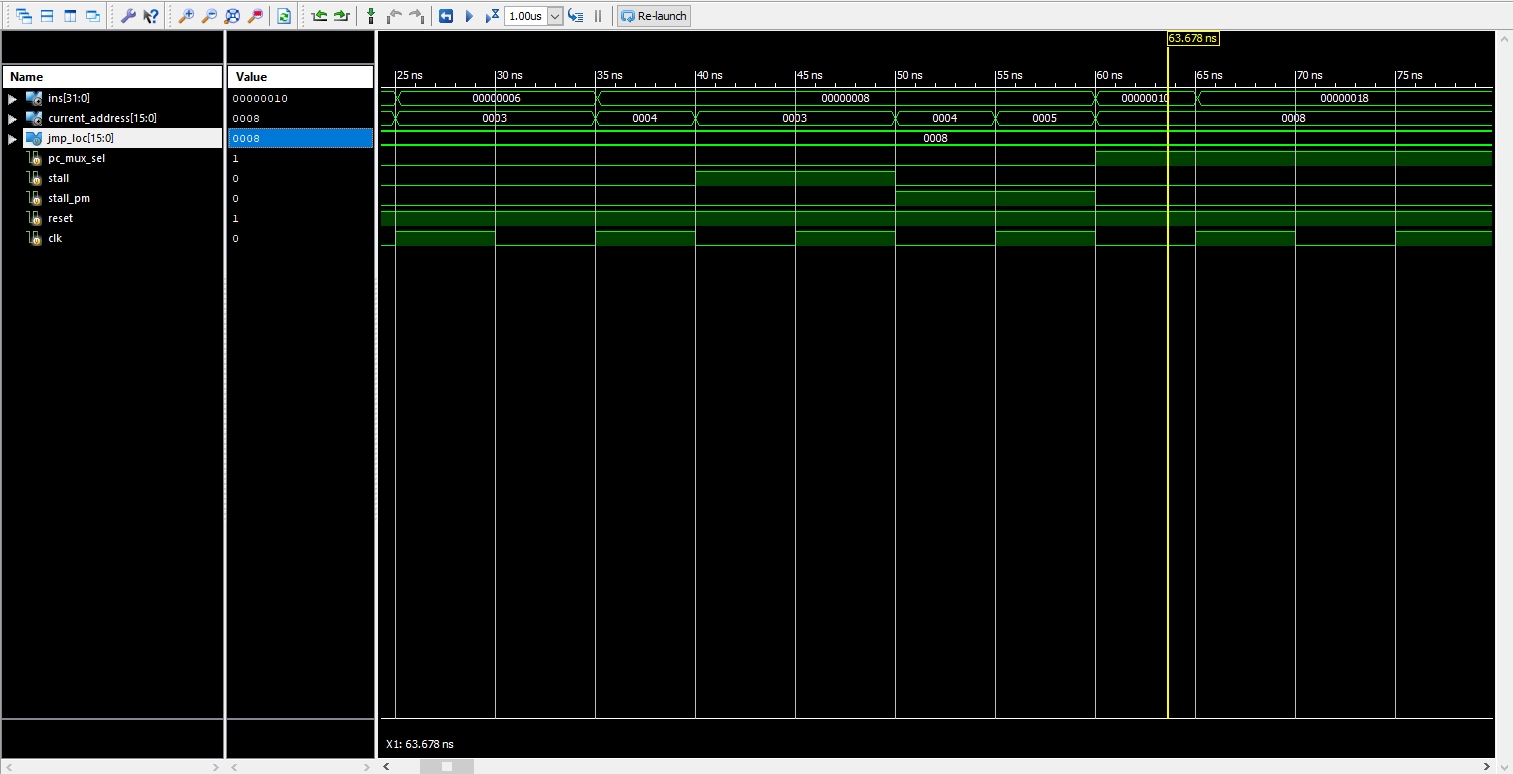 1.00us Re-launch
63.678 ns
Name Value
25 ns 30 ns 35 ns 40 ns 45 ns 50 ns 55 ns 60 ns 65 ns 70 ns 75 ns
ins[31:0] 00000010 00000006 00000008 00000010 00000018
current_address[15:0] 0008 0003 0004 0003 0004 0005 0008
jmp_loc[15:0] 0008 0008
pc_mux_sel 1
stall 0
stall_pm 0
reset 1
clk 0
X1: 63.678 ns